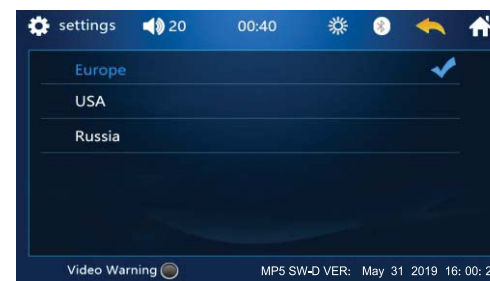 settings 20 00:40
Europe
USA
Russia
Video Warning MP5 SW-D VER: May 31 2019 16: 00: 2